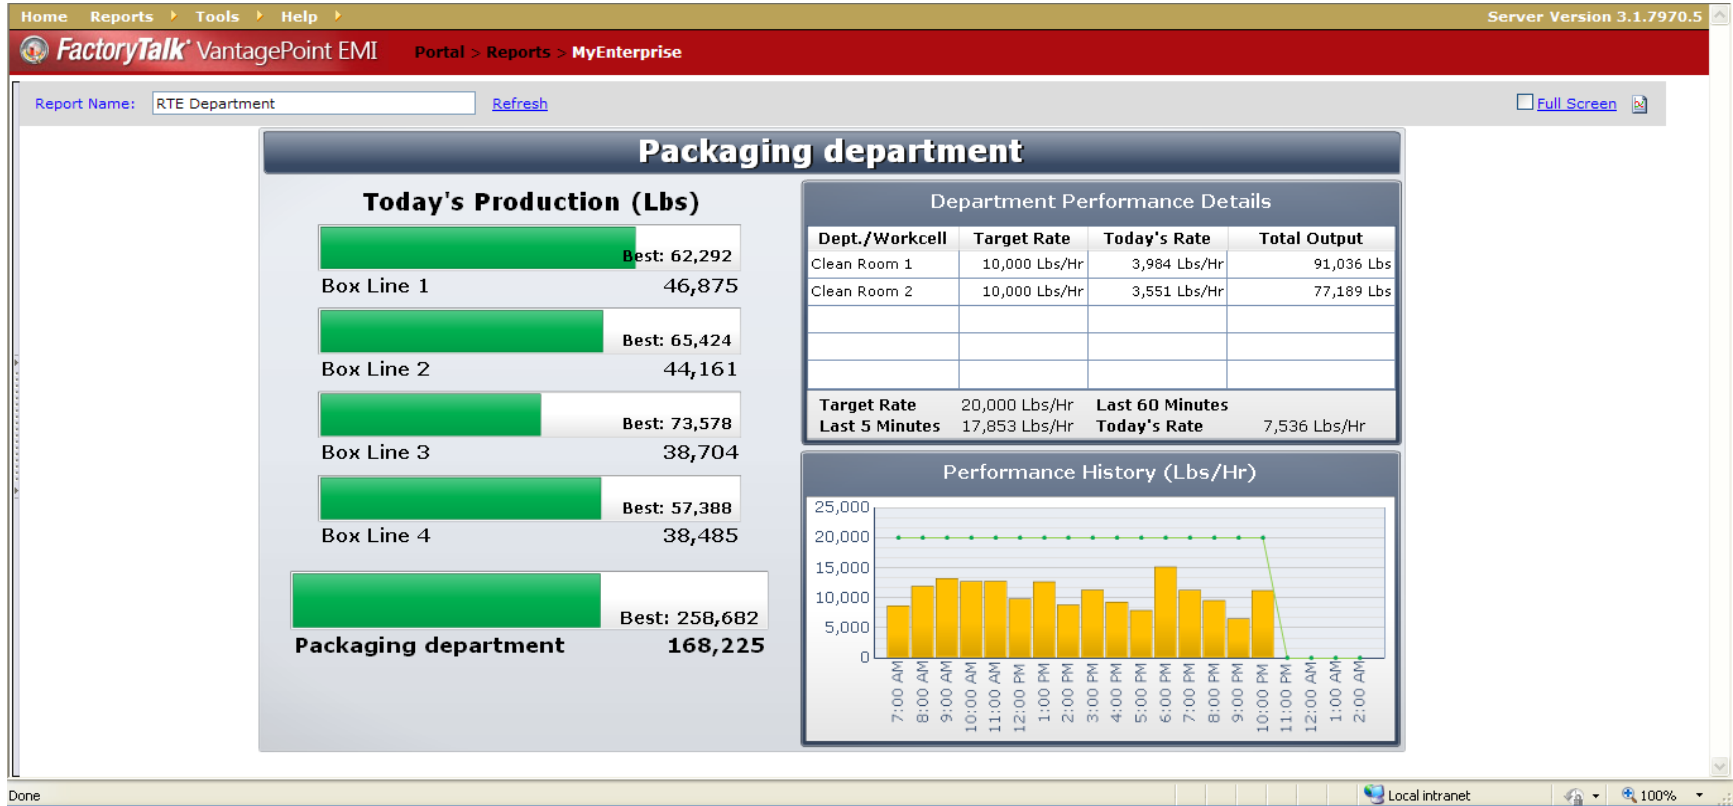 Home Reports Tools Help Server Version 3.1.7970.5
FactoryTalk VantagePoint EMI Portal > Reports > MyEnterprise
Report Name: RTE Department Refresh Full Screen
Packaging department
Today's Production (Lbs)
Best: 62,292
Box Line 1 46,875
Best: 65,424
Box Line 2 44,161
Best: 73,578
Box Line 3 38,704
Best: 57,388
Box Line 4 38,485
Best: 258,682
Packaging department 168,225
Department Performance Details
Dept./Workcell Target Rate Today's Rate Total Output
Clean Room 1 10,000 Lbs/Hr 3,984 Lbs/Hr 91,036 Lbs
Clean Room 2 10,000 Lbs/Hr 3,551 Lbs/Hr 77,189 Lbs
Target Rate 20,000 Lbs/Hr Last 60 Minutes
Last 5 Minutes 17,853 Lbs/Hr Today's Rate 7,536 Lbs/Hr
Performance History (Lbs/Hr)
25,000
20,000
15,000
10,000
5,000
0
7:00 AM 8:00 AM 9:00 AM 10:00 AM 11:00 AM 12:00 PM 1:00 PM 2:00 PM 3:00 PM 4:00 PM 5:00 PM 6:00 PM 7:00 PM 8:00 PM 9:00 PM 10:00 PM 11:00 PM 12:00 AM 1:00 AM 2:00 AM
Done Local intranet 100%